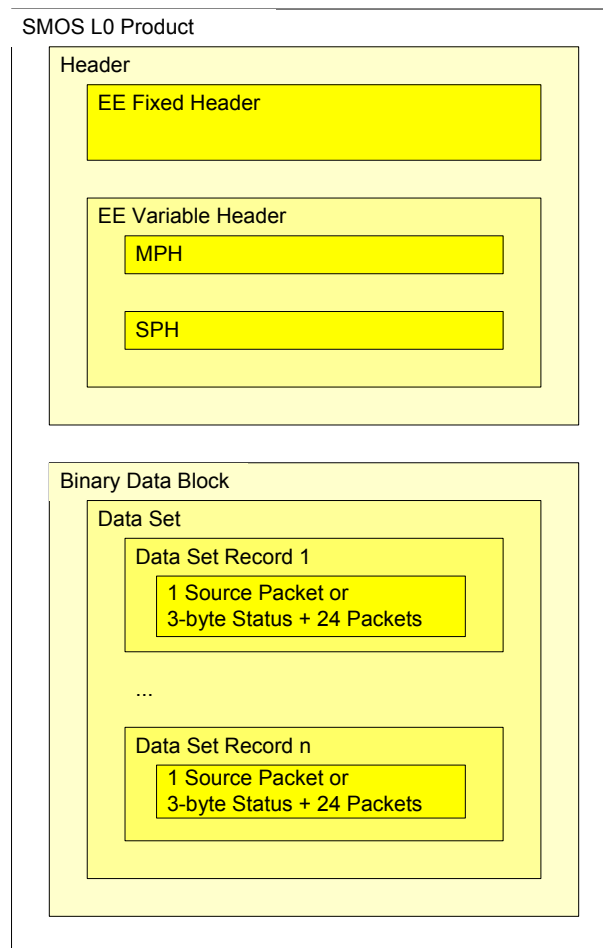 SMOS L0 Product
Header
EE Fixed Header
EE Variable Header
MPH
SPH
Binary Data Block
Data Set
Data Set Record 1
1 Source Packet or
3-byte Status + 24 Packets
...
Data Set Record n
1 Source Packet or
3-byte Status + 24 Packets